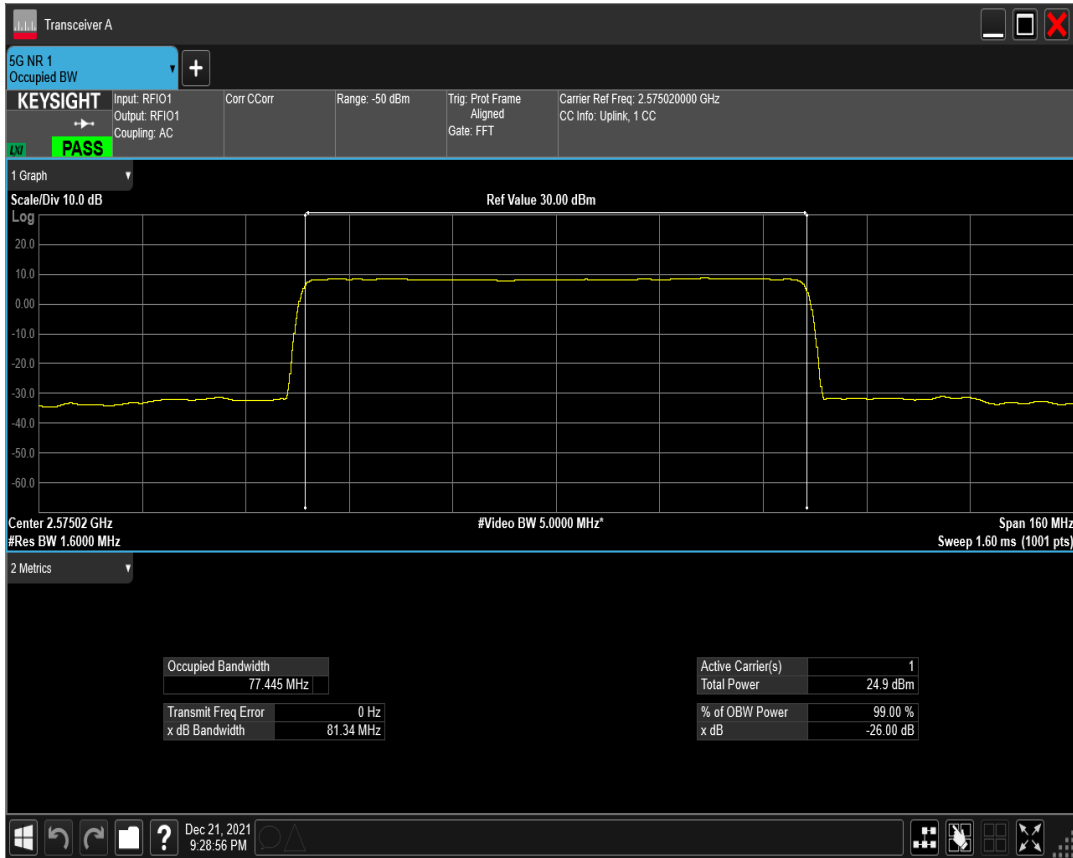 Transceiver A
5G NR 1
Occupied BW
KEYSIGHT
LXI
PASS
Input: RFIO1
Output: RFIO1
Coupling: AC
Corr CCorr
Range: -50 dBm
Trig: Prot Frame
Aligned
Gate: FFT
Carrier Ref Freq: 2.575020000 GHz
CC Info: Uplink, 1 CC
1 Graph
Scale/Div 10.0 dB
Ref Value 30.00 dBm
Log
20.0
10.0
0.00
-10.0
-20.0
-30.0
-40.0
-50.0
-60.0
Center 2.57502 GHz
#Video BW 5.0000 MHz*
Span 160 MHz
#Res BW 1.6000 MHz
Sweep 1.60 ms (1001 pts)
2 Metrics
Occupied Bandwidth
77.445 MHz
Transmit Freq Error 0 Hz
x dB Bandwidth 81.34 MHz
Active Carrier(s) 1
Total Power 24.9 dBm
% of OBW Power 99.00 %
x dB -26.00 dB
Dec 21, 2021
9:28:56 PM